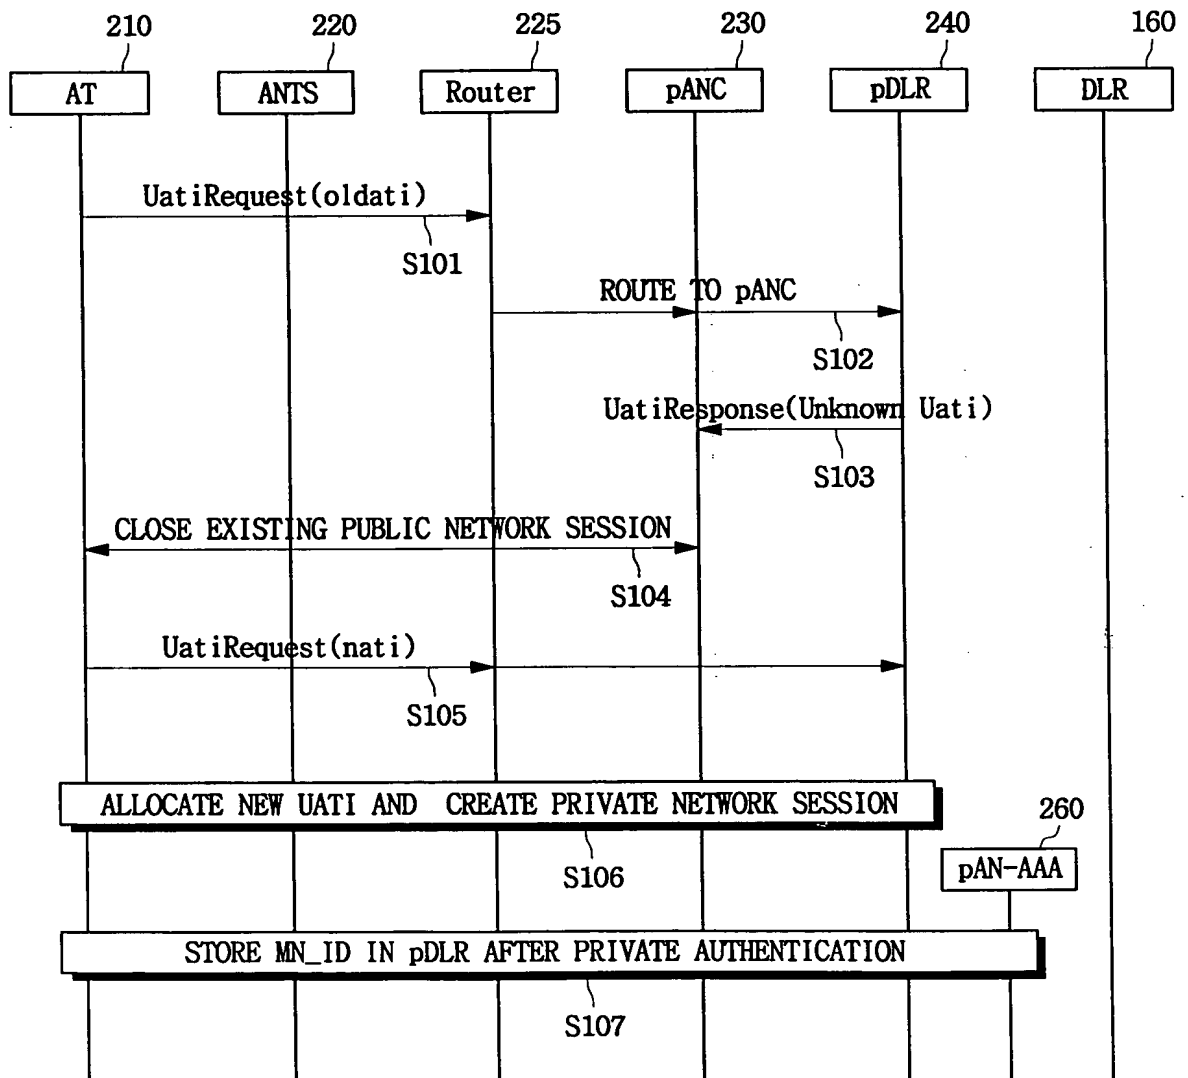 210 220 225 230 240 160
AT ANTS Router pANC pDLR DLR
UatiRequest(oldati)
S101
ROUTE TO pANC
S102
UatiResponse(Unknown Uati)
S103
CLOSE EXISTING PUBLIC NETWORK SESSION
S104
UatiRequest(nati)
S105
ALLOCATE NEW UATI AND CREATE PRIVATE NETWORK SESSION
260
S106
pAN-AAA
STORE MN_ID IN pDLR AFTER PRIVATE AUTHENTICATION
S107